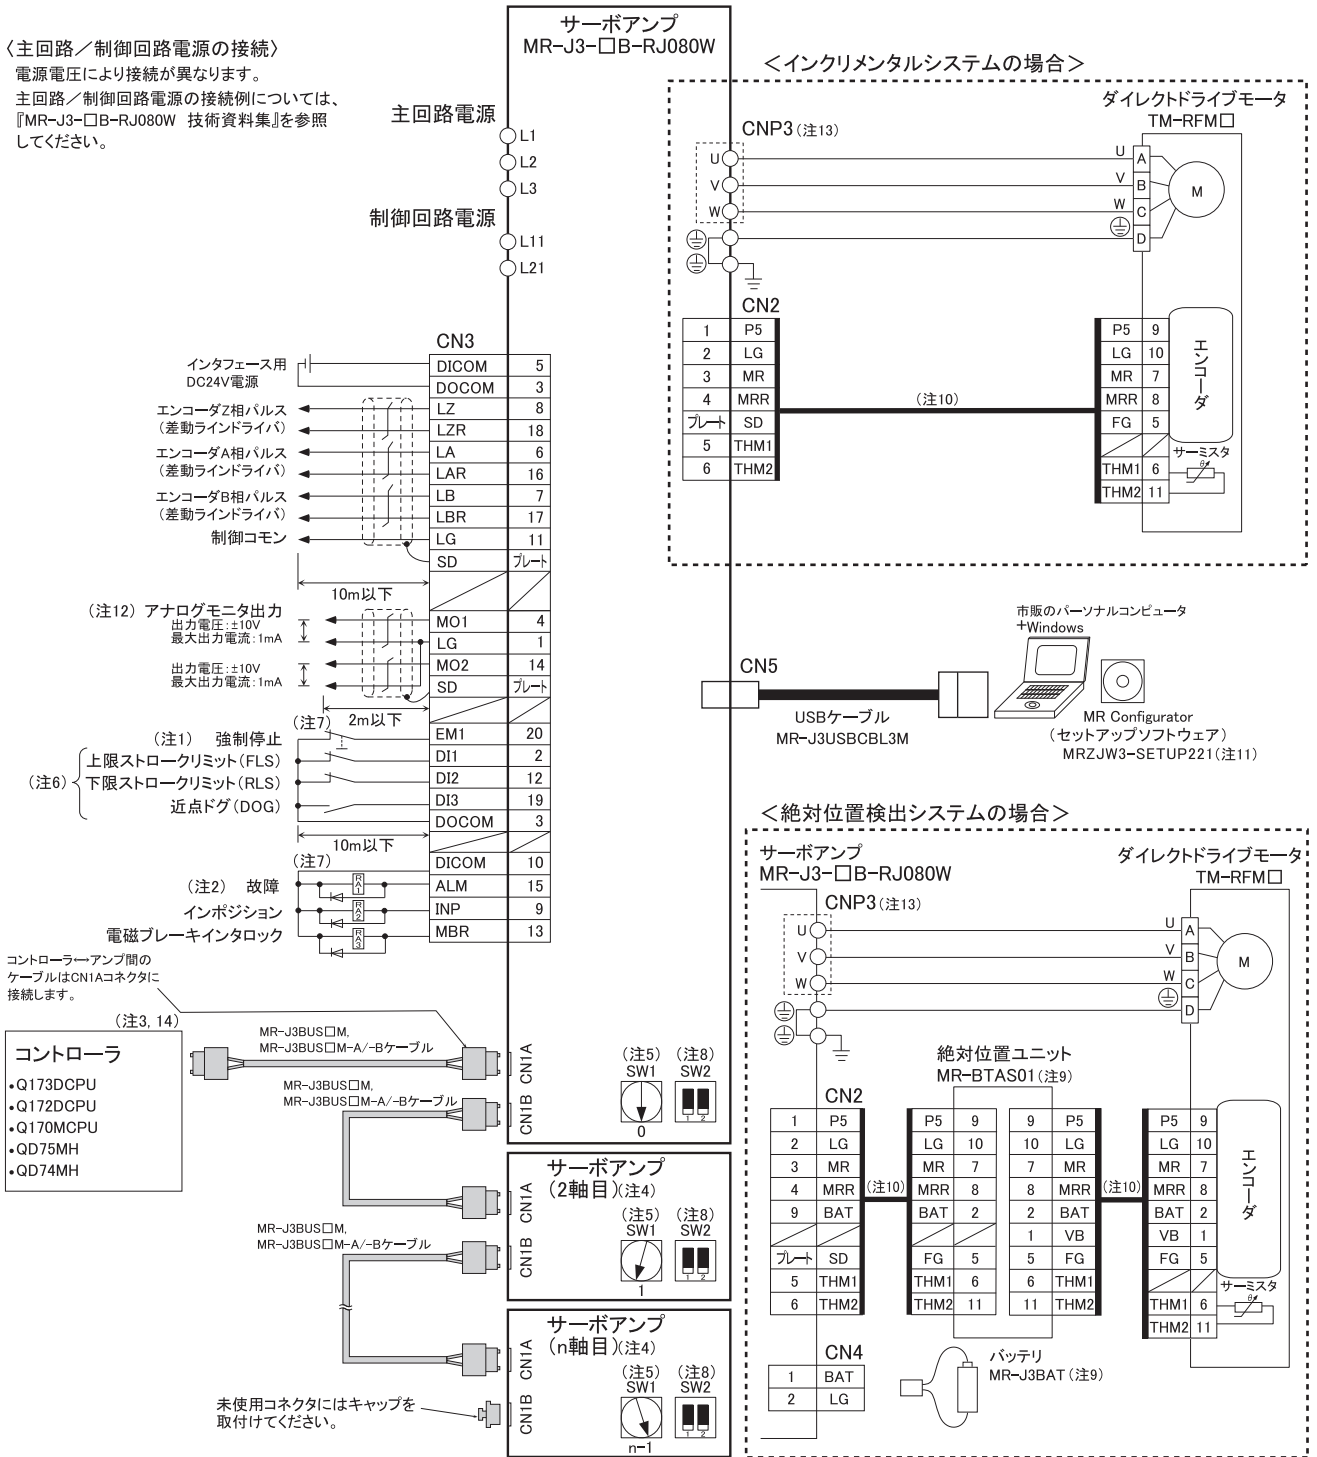 サーボアンプ
MR-J3-□B-RJ080W
〈主回路／制御回路電源の接続〉
電源電圧により接続が異なります。
主回路／制御回路電源の接続例については、
『MR-J3-□B-RJ080W 技術資料集』を参照
してください。
主回路電源
L1
L2
L3
制御回路電源
L11
L21
＜インクリメンタルシステムの場合＞
ダイレクトドライブモータ
TM-RFM□
CNP3(注13)
U
V
W
U A
V B
W C
D
M
CN2
1 P5
2 LG
3 MR
4 MRR
プレート SD
5 THM1
6 THM2
(注10)
P5 9
LG 10
MR 7
MRR 8
FG 5
THM1 6
THM2 11
エンコーダ
サーミスタ
θ
CN3
インタフェース用
DC24V電源
DICOM 5
DOCOM 3
エンコーダZ相パルス
(差動ラインドライバ)
LZ 8
LZR 18
エンコーダA相パルス
(差動ラインドライバ)
LA 6
LAR 16
エンコーダB相パルス
(差動ラインドライバ)
LB 7
LBR 17
制御コモン
LG 11
SD プレート
10m以下
(注12) アナログモニタ出力
出力電圧：±10V
最大出力電流：1mA
出力電圧：±10V
最大出力電流：1mA
MO1 4
LG 1
MO2 14
SD プレート
2m以下
(注7)
(注1) 強制停止
EM1 20
(注6)
上限ストロークリミット(FLS)
DI1 2
下限ストロークリミット(RLS)
DI2 12
近点ドグ(DOG)
DI3 19
DOCOM 3
10m以下
(注7)
DICOM 10
(注2) 故障
RA1
ALM 15
インポジション
RA2
INP 9
電磁ブレーキインタロック
RA3
MBR 13
CN5
USBケーブル
MR-J3USBCBL3M
市販のパーソナルコンピュータ
+Windows
MR Configurator
(セットアップソフトウェア)
MRZJW3-SETUP221(注11)
コントローラ↔アンプ間の
ケーブルはCN1Aコネクタに
接続します。
(注3, 14)
コントローラ
•Q173DCPU
•Q172DCPU
•Q170MCPU
•QD75MH
•QD74MH
MR-J3BUS□M,
MR-J3BUS□M-A/-Bケーブル
MR-J3BUS□M,
MR-J3BUS□M-A/-Bケーブル
MR-J3BUS□M,
MR-J3BUS□M-A/-Bケーブル
CN1A
CN1B
(注5) (注8)
SW1 SW2
0
1 2
サーボアンプ
(2軸目)(注4)
CN1A
CN1B
(注5) (注8)
SW1 SW2
1
1 2
サーボアンプ
(n軸目)(注4)
CN1A
CN1B
(注5) (注8)
SW1 SW2
n-1
1 2
未使用コネクタにはキャップを
取付けてください。
＜絶対位置検出システムの場合＞
サーボアンプ
MR-J3-□B-RJ080W
ダイレクトドライブモータ
TM-RFM□
CNP3(注13)
U
V
W
U A
V B
W C
D
M
絶対位置ユニット
MR-BTAS01(注9)
CN2
1 P5
2 LG
3 MR
4 MRR
9 BAT
プレート SD
5 THM1
6 THM2
(注10)
P5 9
LG 10
MR 7
MRR 8
BAT 2
FG 5
THM1 6
THM2 11
9 P5
10 LG
7 MR
8 MRR
2 BAT
1 VB
5 FG
6 THM1
11 THM2
(注10)
P5 9
LG 10
MR 7
MRR 8
BAT 2
VB 1
FG 5
THM1 6
THM2 11
エンコーダ
サーミスタ
θ
CN4
1 BAT
2 LG
バッテリ
MR-J3BAT(注9)